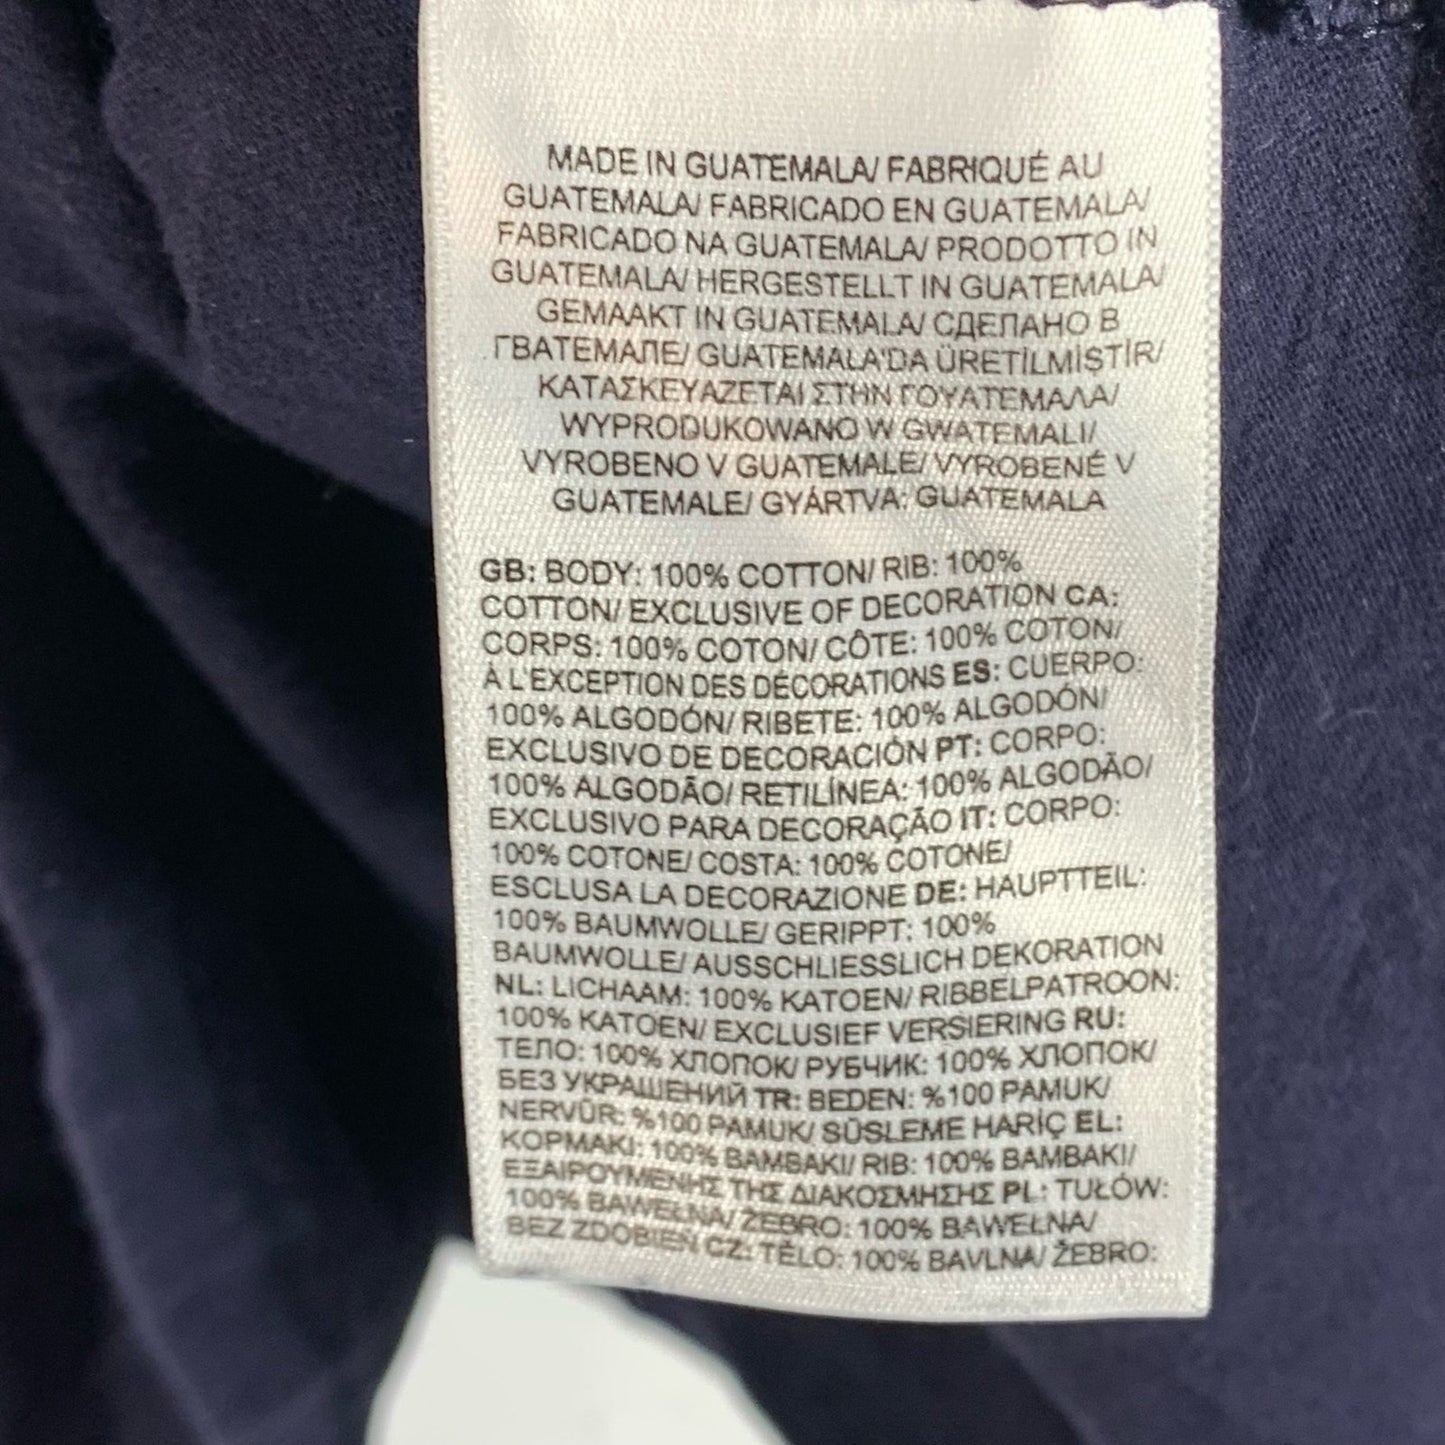 MADE IN GUATEMALA/ FABRIQUÉ AU
GUATEMALA/ FABRICADO EN GUATEMALA/
FABRICADO NA GUATEMALA/ PRODOTTO IN
GUATEMALA/ HERGESTELLT IN GUATEMALA/
GEMAAKT IN GUATEMALA/ СДЕЛАНО В
ГВАТЕМАЛЕ/ GUATEMALA'DA ÜRETİLMİŞTİR/
ΚΑΤΑΣΚΕΥΑΖΕΤΑΙ ΣΤΗΝ ΓΟΥΑΤΕΜΑΛΑ/
WYPRODUKOWANO W GWATEMALI/
VYROBENO V GUATEMALE/ VYROBENÉ V
GUATEMALE/ GYÁRTVA: GUATEMALA
GB: BODY: 100% COTTON/ RIB: 100%
COTTON/ EXCLUSIVE OF DECORATION CA:
CORPS: 100% COTON/ CÔTE: 100% COTON/
À L'EXCEPTION DES DÉCORATIONS ES: CUERPO:
100% ALGODÓN/ RIBETE: 100% ALGODÓN/
EXCLUSIVO DE DECORACIÓN PT: CORPO:
100% ALGODÃO/ RETILÍNEA: 100% ALGODÃO/
EXCLUSIVO PARA DECORAÇÃO IT: CORPO:
100% COTONE/ COSTA: 100% COTONE/
ESCLUSA LA DECORAZIONE DE: HAUPTTEIL:
100% BAUMWOLLE/ GERIPPT: 100%
BAUMWOLLE/ AUSSCHLIESSLICH DEKORATION
NL: LICHAAM: 100% KATOEN/ RIBBELPATROON:
100% KATOEN/ EXCLUSIEF VERSIERING RU:
ТЕЛО: 100% ХЛОПОК/ РУБЧИК: 100% ХЛОПОК/
БЕЗ УКРАШЕНИЙ TR: BEDEN: %100 PAMUK/
NERVÜR: %100 PAMUK/ SÜSLEME HARİÇ EL:
ΚΟΡΜΑΚΙ: 100% ΒΑΜΒΑΚΙ/ RIB: 100% ΒΑΜΒΑΚΙ/
ΕΞΑΙΡΟΥΜΕΝΗΣ ΤΗΣ ΔΙΑΚΟΣΜΗΣΗΣ PL: TUŁÓW:
100% BAWEŁNA/ ŻEBRO: 100% BAWEŁNA/
BEZ ZDOBIEŃ CZ: TĚLO: 100% BAVLNA/ ŽEBRO: